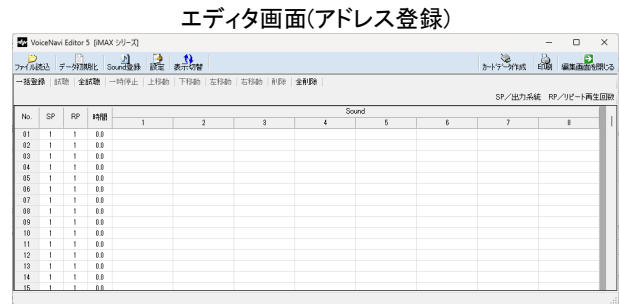 エディタ画面(アドレス登録)
VoiceNavi Editor 5 [iMAX シリーズ]
ファイル読込 データ初期化 Sound登録 設定 表示切替 カードデータ作成 印刷 編集画面を閉じる
一括登録 試聴 全試聴 一時停止 上移動 下移動 左移動 右移動 削除 全削除
SP/出力系統 RP/リピート再生回数
No. SP RP 時間 Sound
1 2 3 4 5 6 7 8
01 1 1 0.0
02 1 1 0.0
03 1 1 0.0
04 1 1 0.0
05 1 1 0.0
06 1 1 0.0
07 1 1 0.0
08 1 1 0.0
09 1 1 0.0
10 1 1 0.0
11 1 1 0.0
12 1 1 0.0
13 1 1 0.0
14 1 1 0.0
15 1 1 0.0